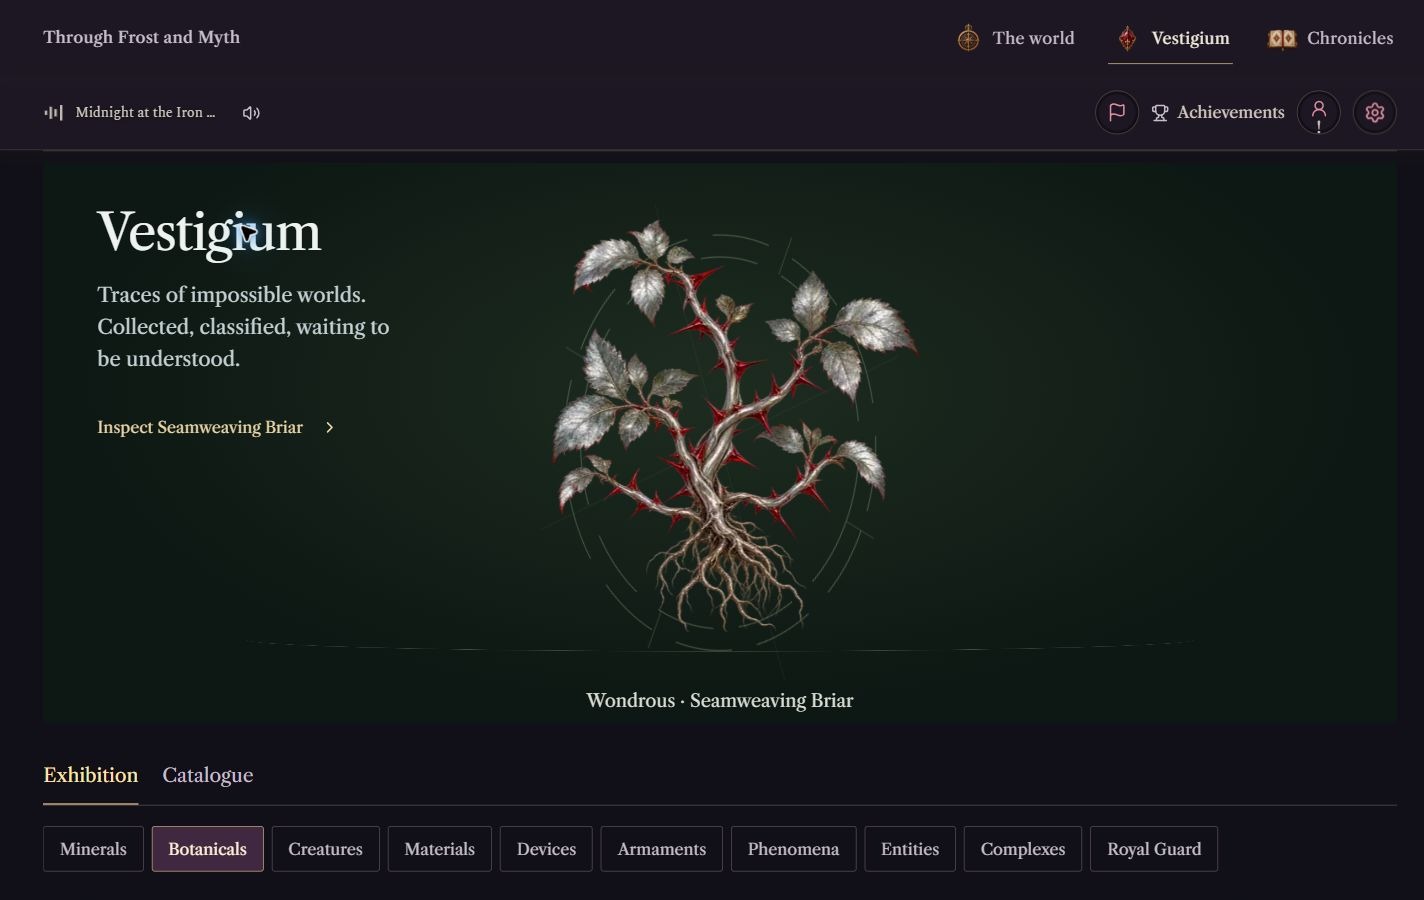 Through Frost and Myth
The world
Vestigium
Chronicles
Midnight at the Iron ...
Achievements
!
Vestigium
Traces of impossible worlds.
Collected, classified, waiting to
be understood.
Inspect Seamweaving Briar
Wondrous · Seamweaving Briar
Exhibition
Catalogue
Minerals
Botanicals
Creatures
Materials
Devices
Armaments
Phenomena
Entities
Complexes
Royal Guard